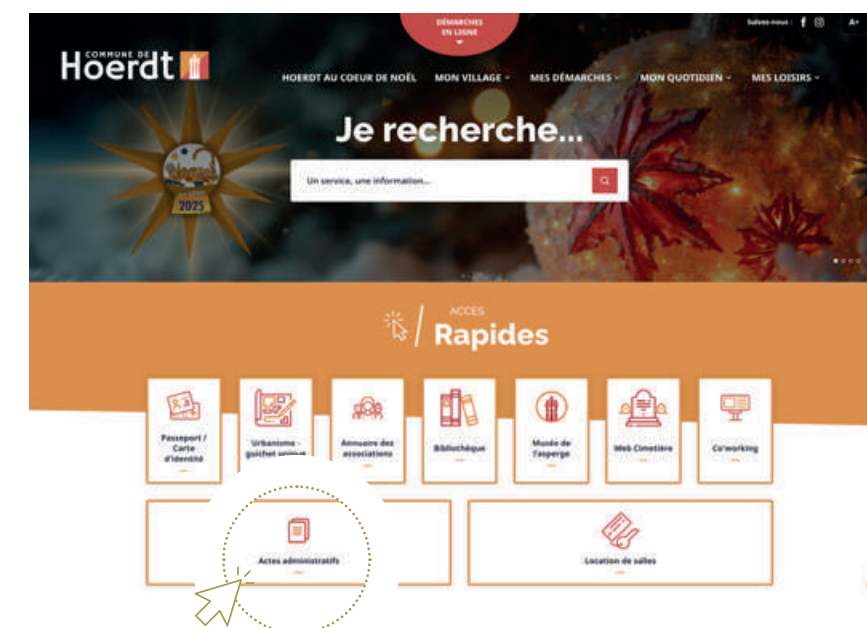 DÉMARCHES
EN LIGNE
Suivez-nous :
A+
COMMUNE DE
Hoerdt
HOERDT AU COEUR DE NOËL
MON VILLAGE
MES DÉMARCHES
MON QUOTIDIEN
MES LOISIRS
Je recherche...
Un service, une information...
2025
ACCES
Rapides
Passeport /
Carte
d'identité
Urbanisme -
guichet unique
Annuaire des
associations
Bibliothèque
Musée de
l'asperge
Web Cimetière
Co'working
Actes administratifs
Location de salles